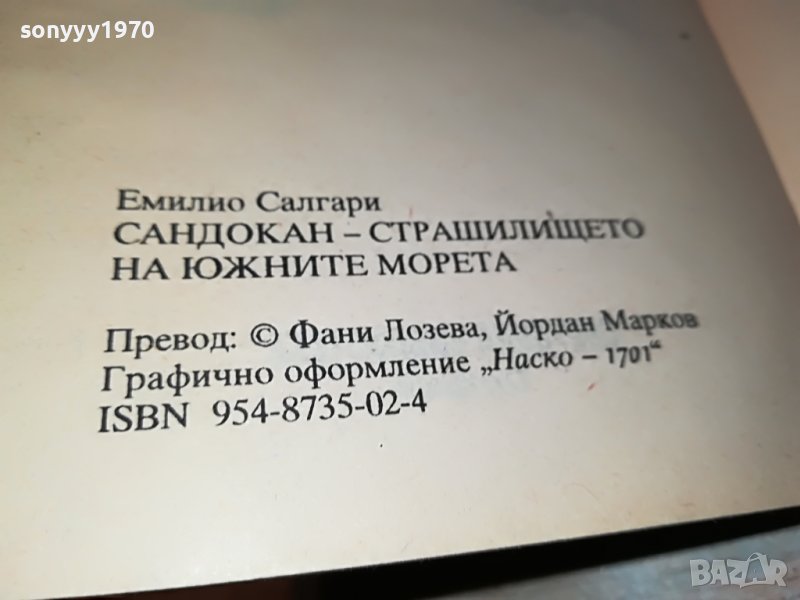 sonyyy1970
Емилио Салгари
САНДОКАН – СТРАШИЛИЩЕТО
НА ЮЖНИТЕ МОРЕТА
Превод: © Фани Лозева, Йордан Марков
Графично оформление „Наско – 1701“
ISBN 954-8735-02-4
BAZAR